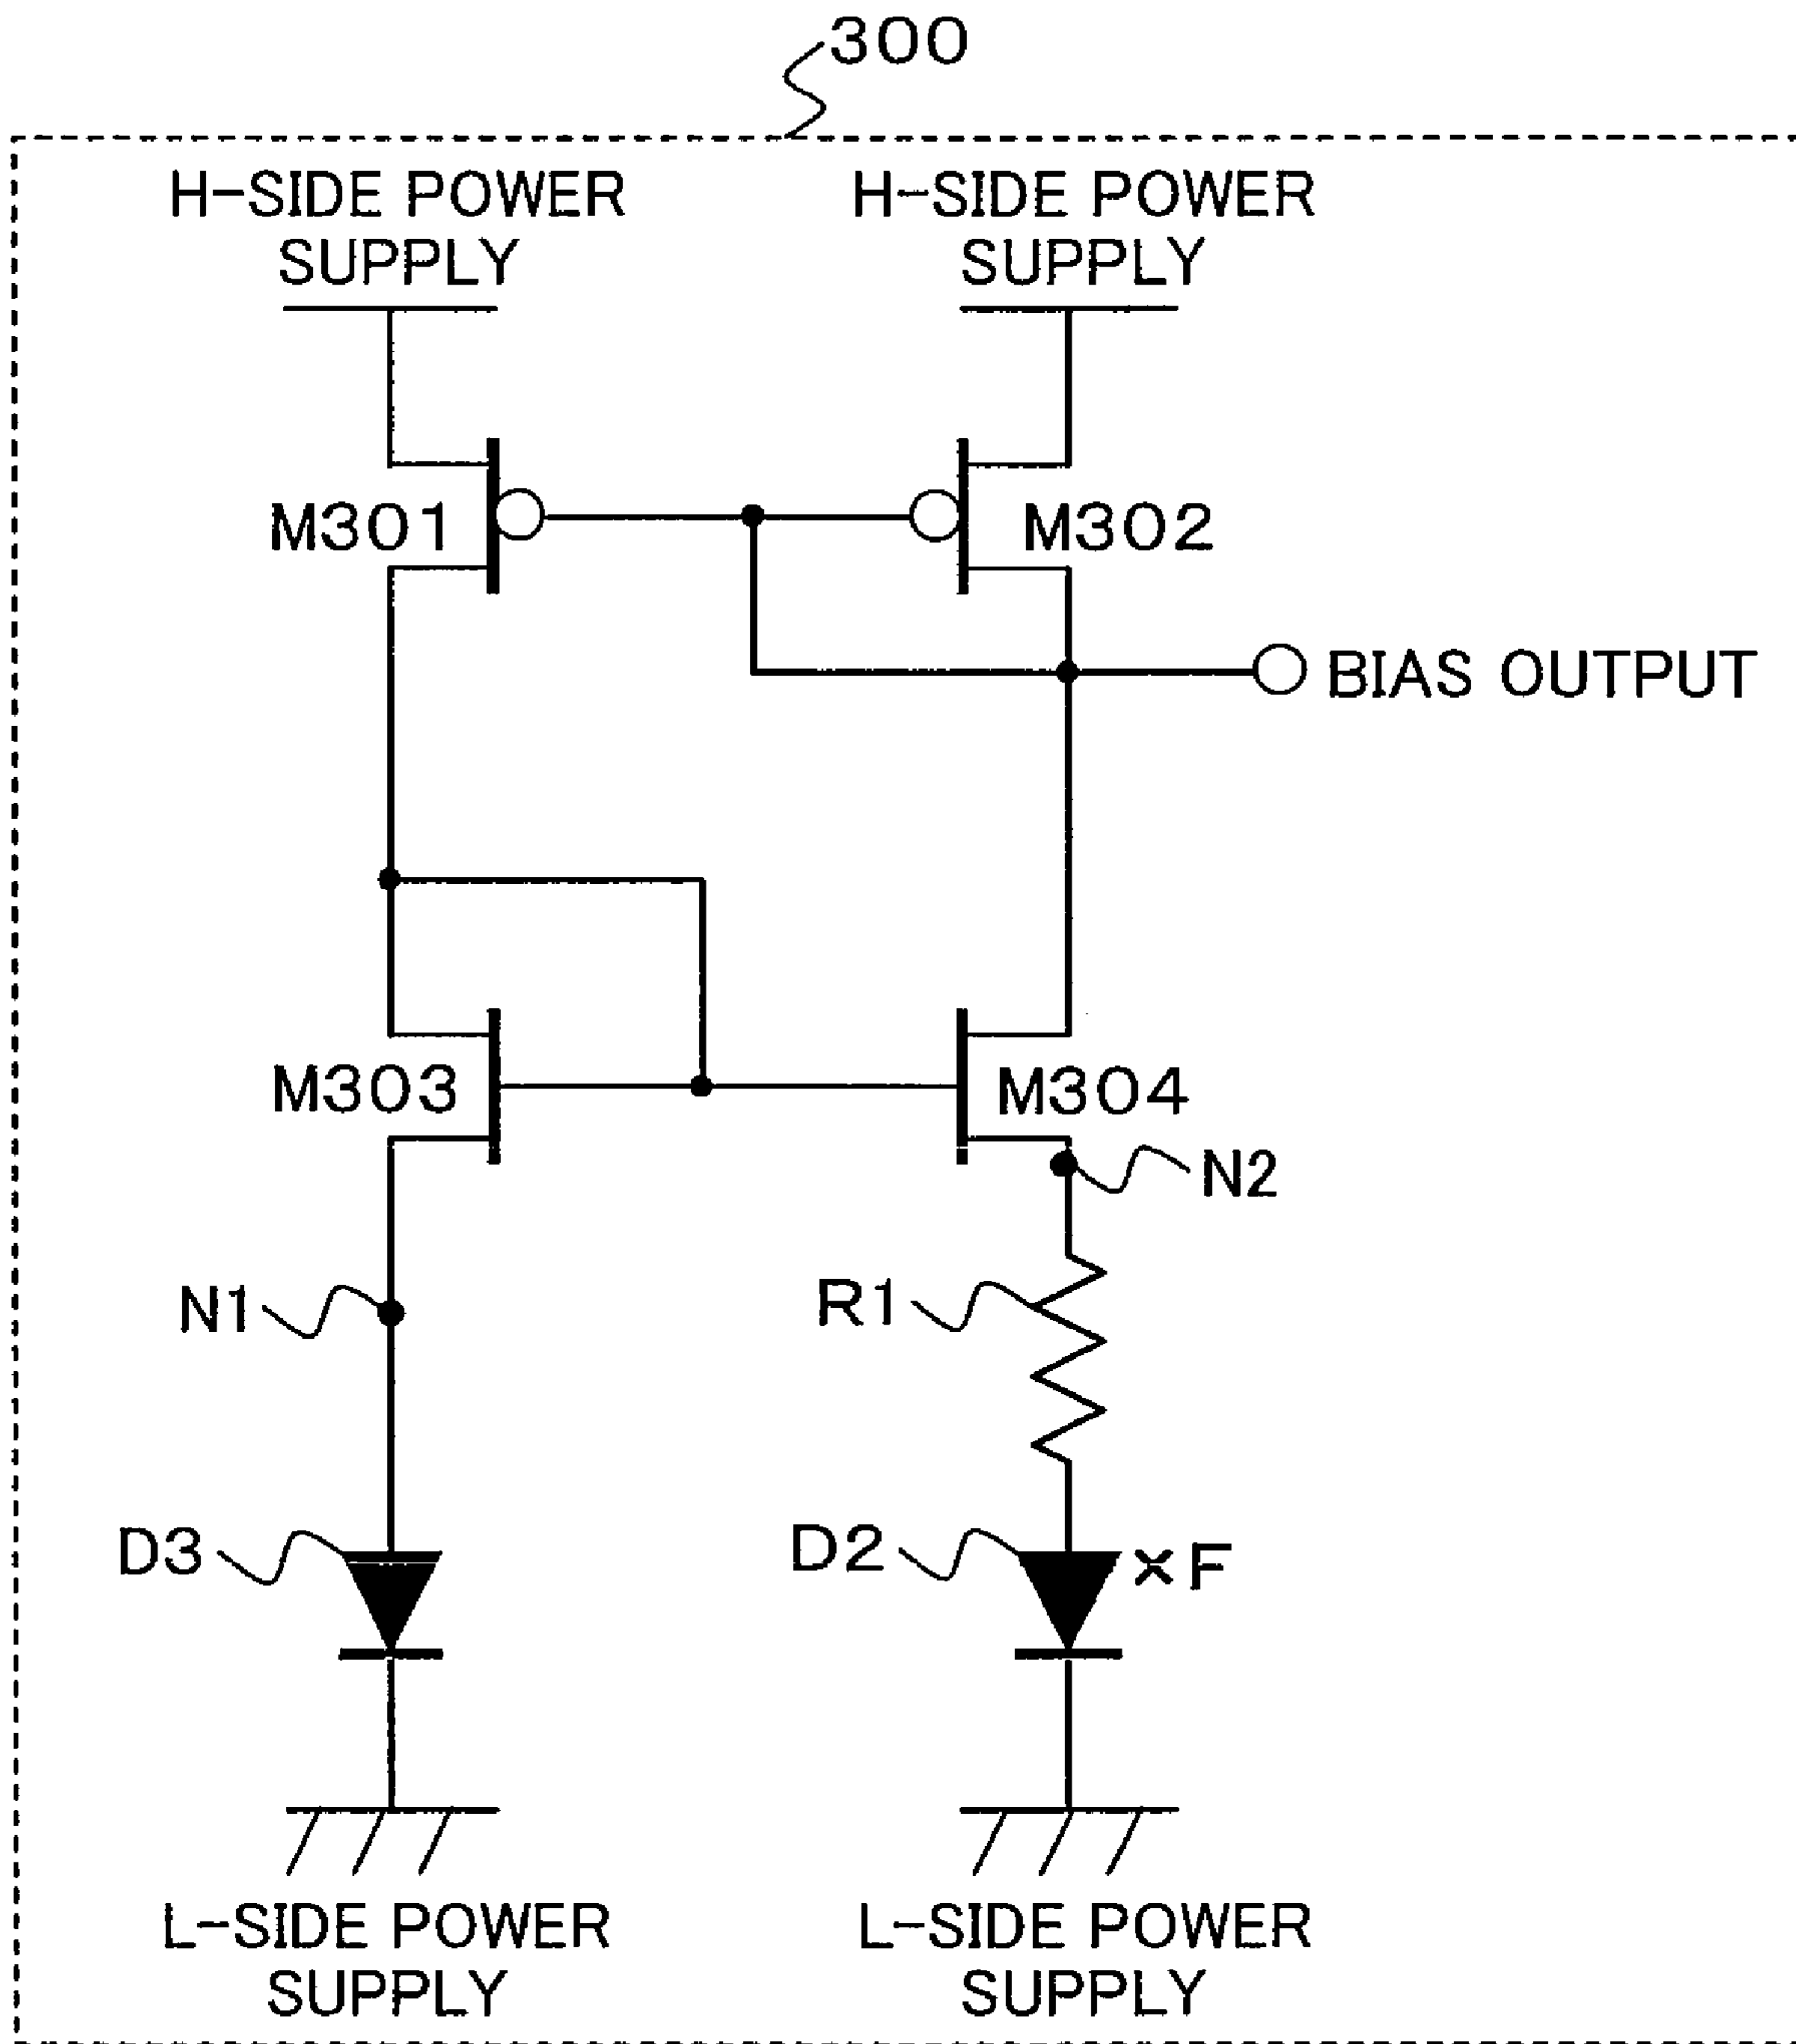 300
H-SIDE POWER
SUPPLY
H-SIDE POWER
SUPPLY
M301
M302
BIAS OUTPUT
M303
M304
N2
N1
R1
D3
D2
×F
L-SIDE POWER
SUPPLY
L-SIDE POWER
SUPPLY